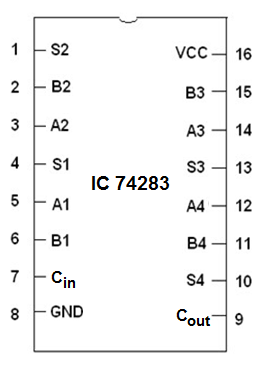 1 S2 VCC 16
2 B2 B3 15
3 A2 A3 14
4 S1 S3 13
IC 74283
5 A1 A4 12
6 B1 B4 11
7 Cin S4 10
8 GND Cout 9